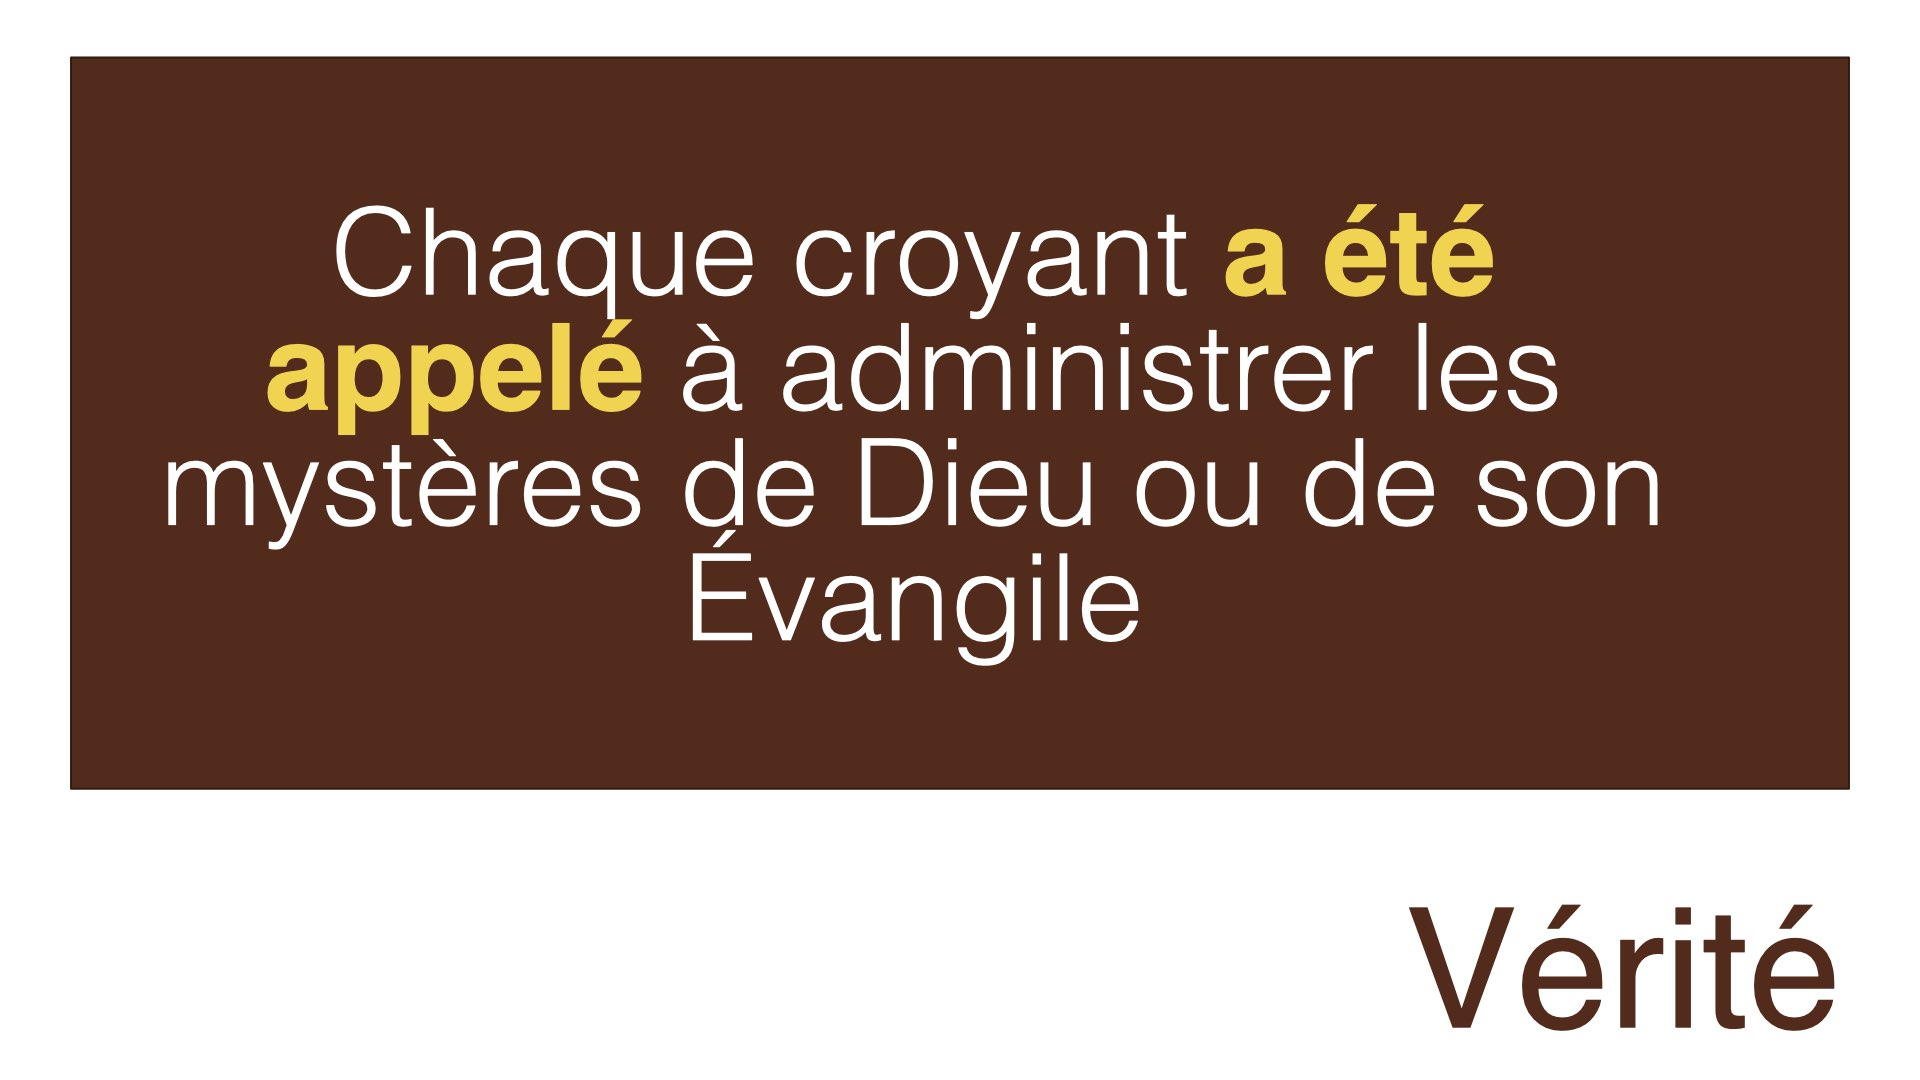 Chaque croyant a été
appelé à administrer les
mystères de Dieu ou de son
Évangile
Vérité